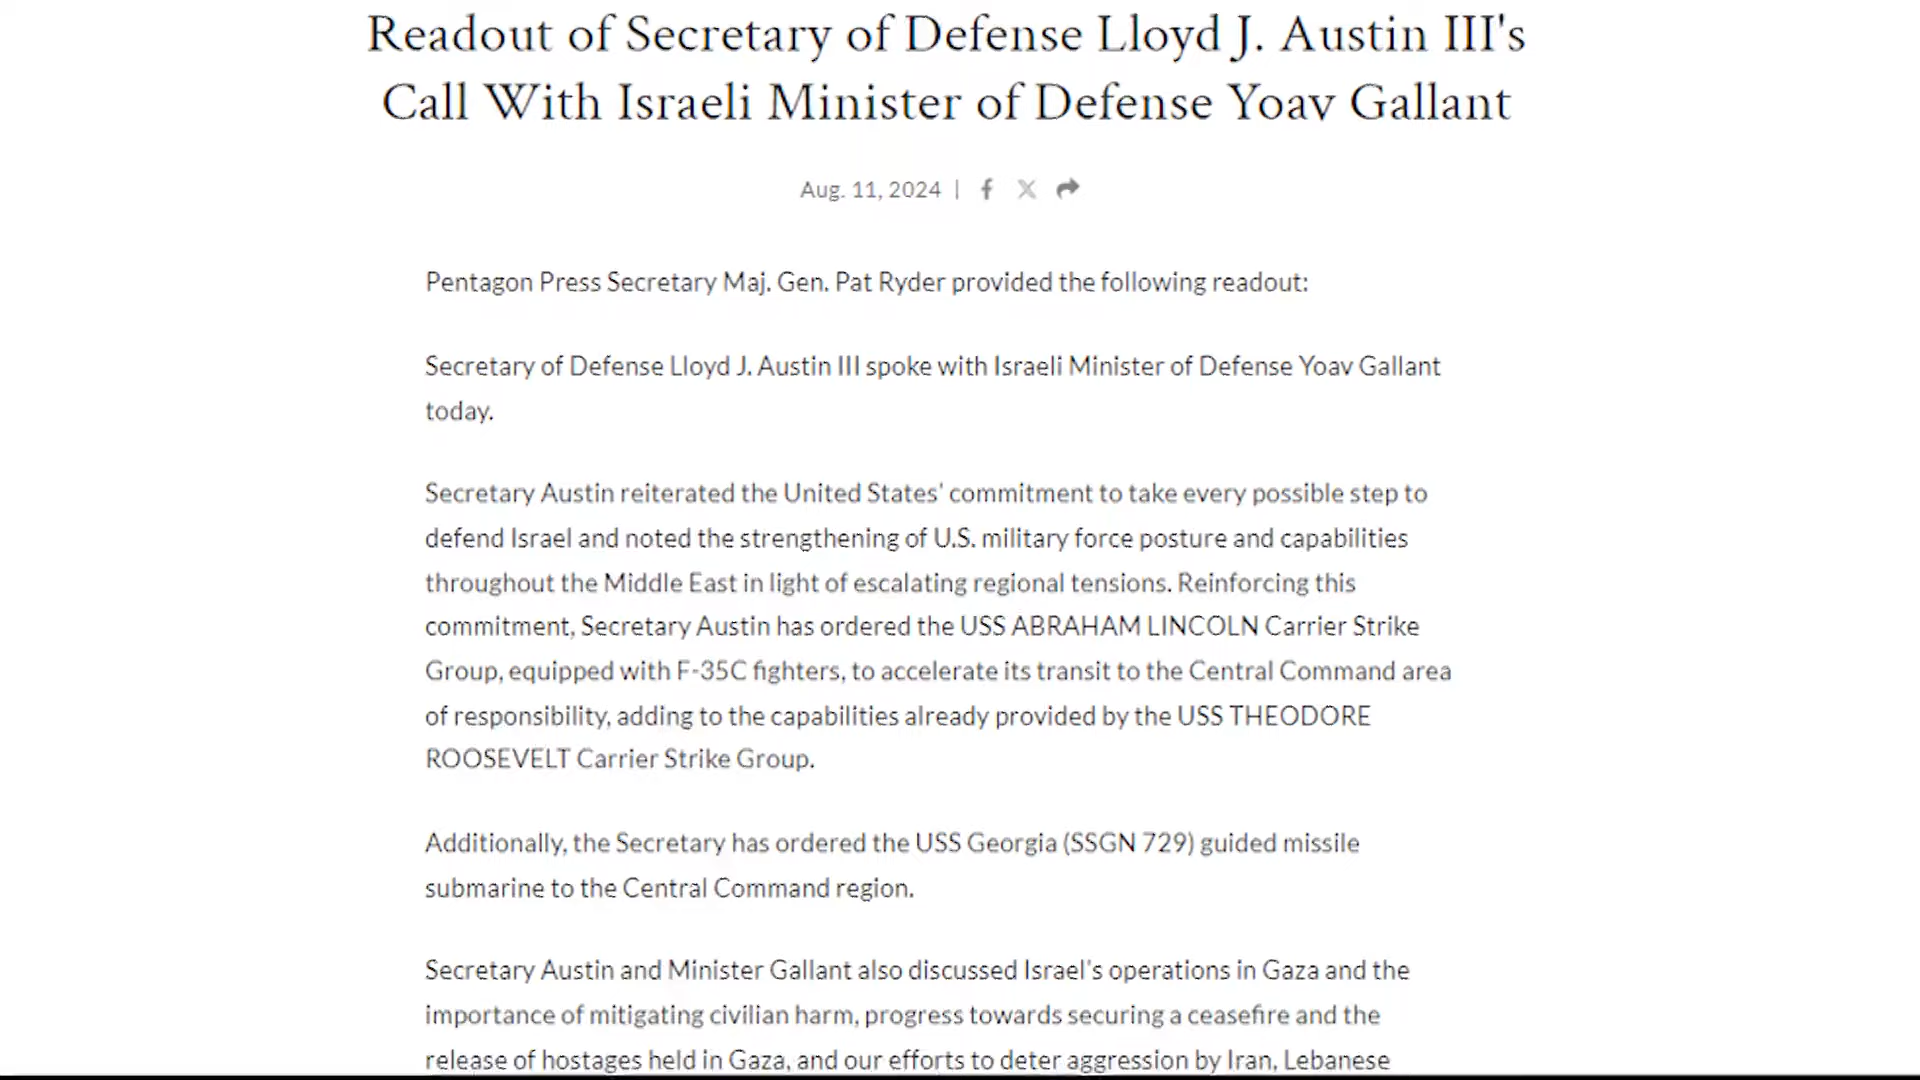 Readout of Secretary of Defense Lloyd J. Austin III's
Call With Israeli Minister of Defense Yoav Gallant
Aug. 11, 2024 |
Pentagon Press Secretary Maj. Gen. Pat Ryder provided the following readout:
Secretary of Defense Lloyd J. Austin III spoke with Israeli Minister of Defense Yoav Gallant
today.
Secretary Austin reiterated the United States' commitment to take every possible step to
defend Israel and noted the strengthening of U.S. military force posture and capabilities
throughout the Middle East in light of escalating regional tensions. Reinforcing this
commitment, Secretary Austin has ordered the USS ABRAHAM LINCOLN Carrier Strike
Group, equipped with F-35C fighters, to accelerate its transit to the Central Command area
of responsibility, adding to the capabilities already provided by the USS THEODORE
ROOSEVELT Carrier Strike Group.
Additionally, the Secretary has ordered the USS Georgia (SSGN 729) guided missile
submarine to the Central Command region.
Secretary Austin and Minister Gallant also discussed Israel's operations in Gaza and the
importance of mitigating civilian harm, progress towards securing a ceasefire and the
release of hostages held in Gaza, and our efforts to deter aggression by Iran, Lebanese